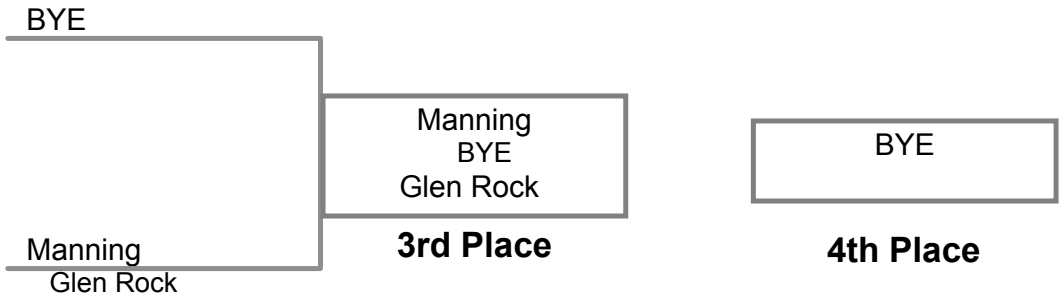 BYE
Manning
Glen Rock
Manning
BYE
Glen Rock
3rd Place
BYE
4th Place